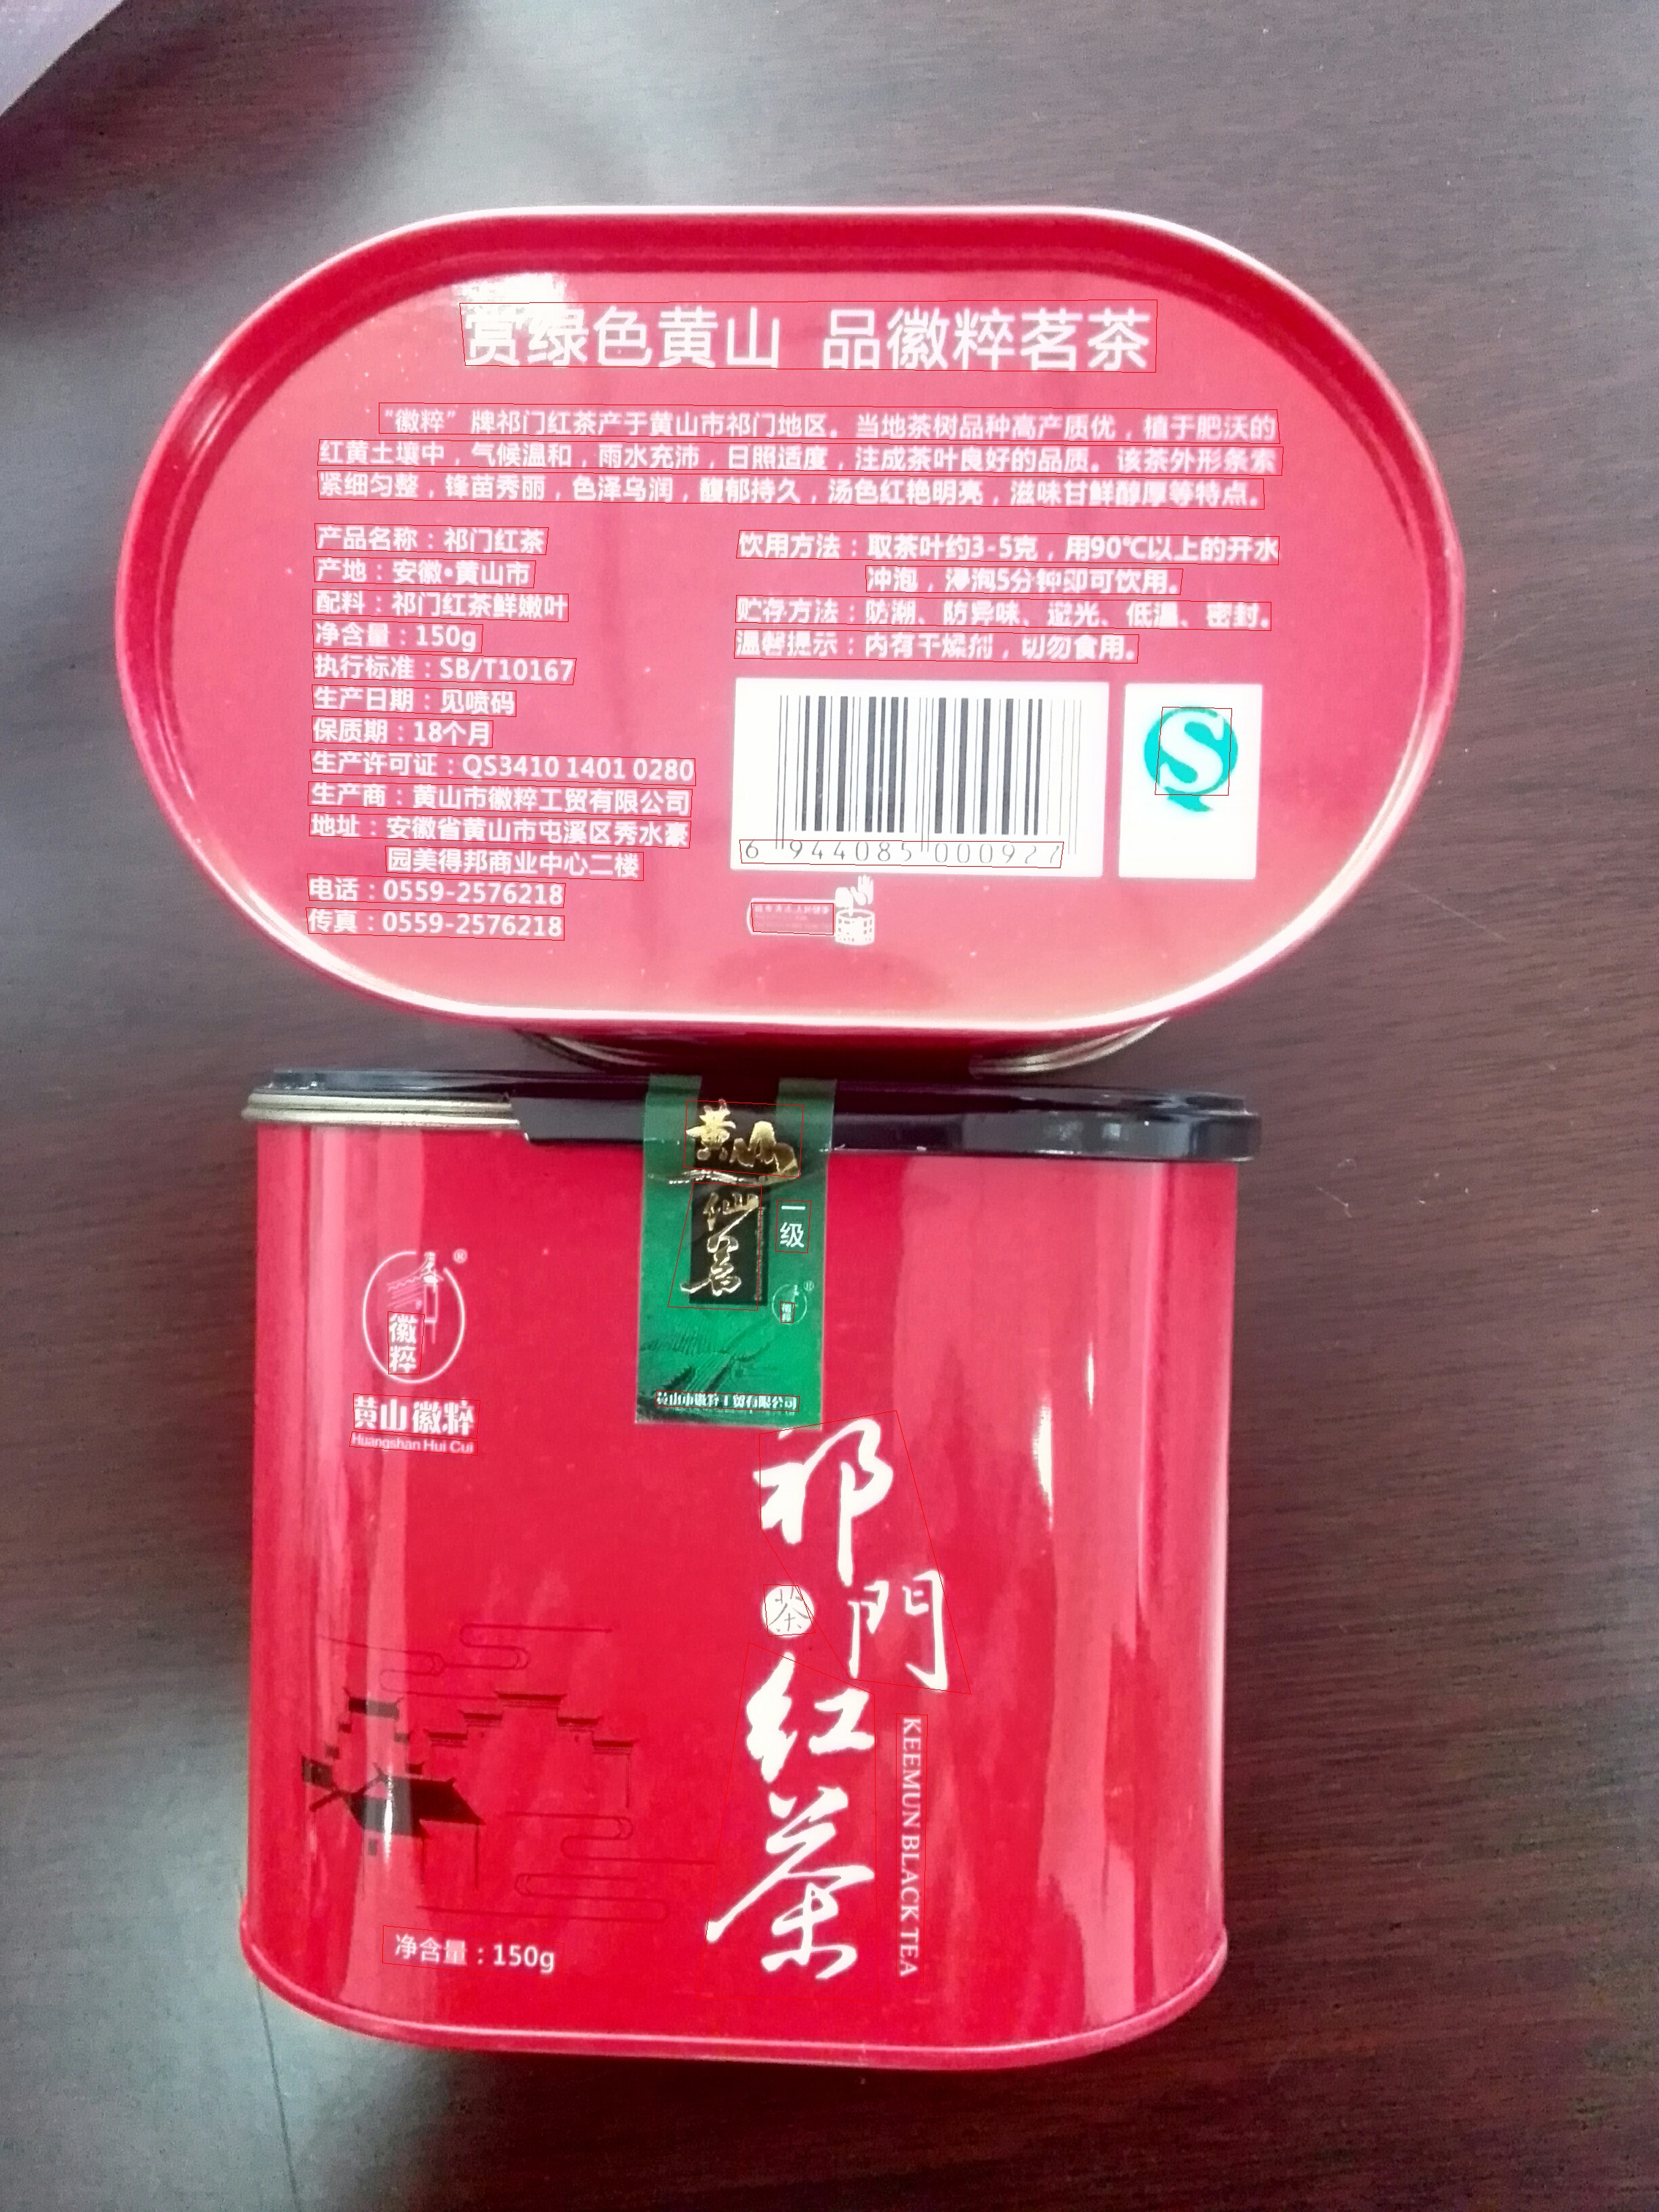 赏绿色黄山 品徽粹茗茶
“徽粹”牌祁门红茶产于黄山市祁门地区。当地茶树品种高产质优，植于肥沃的
红黄土壤中，气候温和，雨水充沛，日照适度，注成茶叶良好的品质。该茶外形条索
紧细匀整，锋苗秀丽，色泽乌润，馥郁持久，汤色红艳明亮，滋味甘鲜醇厚等特点。
产品名称：祁门红茶
产地：安徽•黄山市
配料：祁门红茶鲜嫩叶
净含量：150g
执行标准：SB/T10167
生产日期：见喷码
保质期：18个月
生产许可证：QS3410 1401 0280
生产商：黄山市徽粹工贸有限公司
地址：安徽省黄山市屯溪区秀水豪
园美得邦商业中心二楼
电话：0559-2576218
传真：0559-2576218
饮用方法：取茶叶约3-5克，用90℃以上的开水
冲泡，浸泡5分钟即可饮用。
贮存方法：防潮、防异味、避光、低温、密封。
温馨提示：内有干燥剂，切勿食用。
6 944085 000927
S
黄山
仙茗
一级
徽粹
黄山市徽粹工贸有限公司
徽粹
黄山徽粹
Huangshan Hui Cui
祁門
茶
红茶
KEEMUN BLACK TEA
净含量：150g